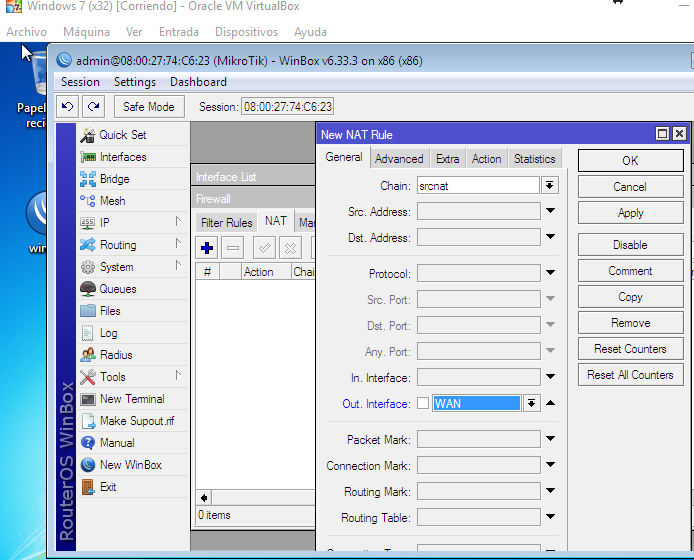 Windows 7 (x32) [Corriendo] - Oracle VM VirtualBox
Archivo Máquina Ver Entrada Dispositivos Ayuda
admin@08:00:27:74:C6:23 (MikroTik) - WinBox v6.33.3 on x86 (x86)
Session Settings Dashboard
Safe Mode Session: 08:00:27:74:C6:23
Papel
reci
win
RouterOS WinBox
Quick Set
Interfaces
Bridge
Mesh
IP
Routing
System
Queues
Files
Log
Radius
Tools
New Terminal
Make Supout.rif
Manual
New WinBox
Exit
Interface List
Firewall
Filter Rules NAT Ma
# Action Chai
0 items
New NAT Rule
General Advanced Extra Action Statistics
Chain: srcnat
Src. Address:
Dst. Address:
Protocol:
Src. Port:
Dst. Port:
Any. Port:
In. Interface:
Out. Interface: WAN
Packet Mark:
Connection Mark:
Routing Mark:
Routing Table:
OK
Cancel
Apply
Disable
Comment
Copy
Remove
Reset Counters
Reset All Counters